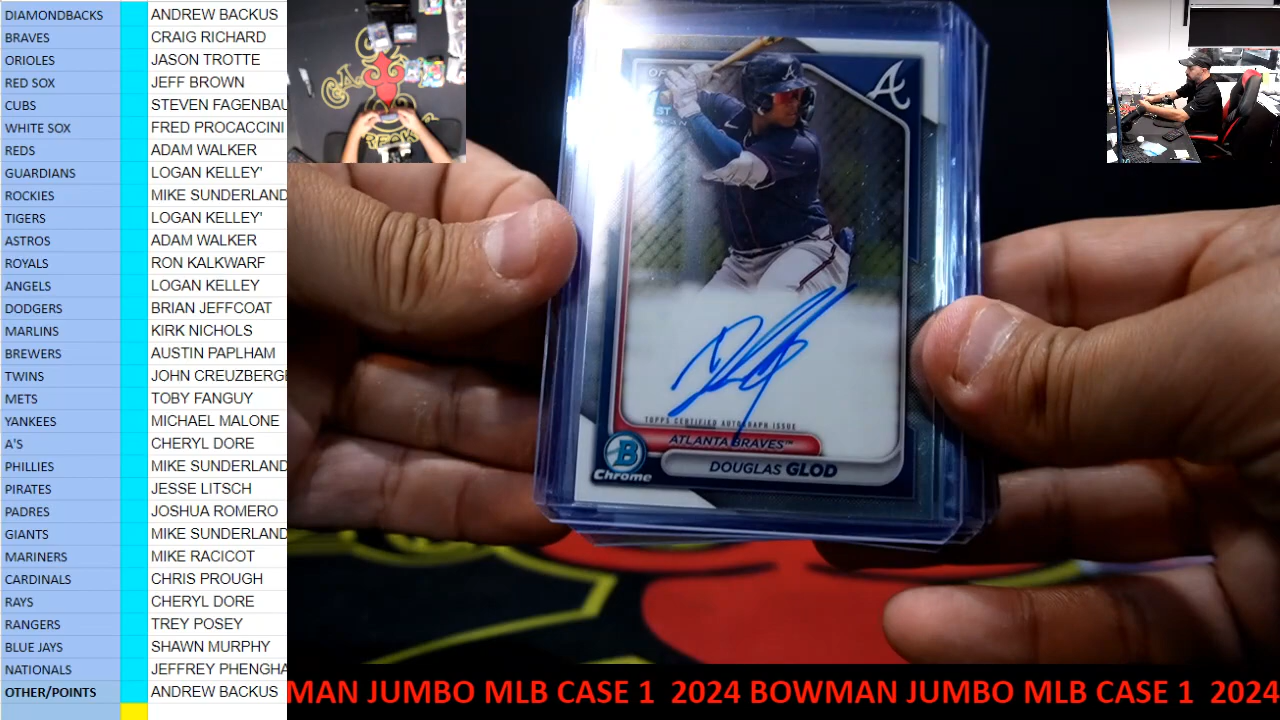 DIAMONDBACKS ANDREW BACKUS
BRAVES CRAIG RICHARD
ORIOLES JASON TROTTE
RED SOX JEFF BROWN
CUBS STEVEN FAGENBAU
WHITE SOX FRED PROCACCINI
REDS ADAM WALKER
GUARDIANS LOGAN KELLEY'
ROCKIES MIKE SUNDERLAND
TIGERS LOGAN KELLEY'
ASTROS ADAM WALKER
ROYALS RON KALKWARF
ANGELS LOGAN KELLEY
DODGERS BRIAN JEFFCOAT
MARLINS KIRK NICHOLS
BREWERS AUSTIN PAPLHAM
TWINS JOHN CREUZBERGE
METS TOBY FANGUY
YANKEES MICHAEL MALONE
A'S CHERYL DORE
PHILLIES MIKE SUNDERLAND
PIRATES JESSE LITSCH
PADRES JOSHUA ROMERO
GIANTS MIKE SUNDERLAND
MARINERS MIKE RACICOT
CARDINALS CHRIS PROUGH
RAYS CHERYL DORE
RANGERS TREY POSEY
BLUE JAYS SHAWN MURPHY
NATIONALS JEFFREY PHENGHA
OTHER/POINTS ANDREW BACKUS
A
TOPPS CERTIFIED AUTOGRAPH ISSUE
ATLANTA BRAVES™
B
Chrome
DOUGLAS GLOD
MAN JUMBO MLB CASE 1 2024 BOWMAN JUMBO MLB CASE 1 2024